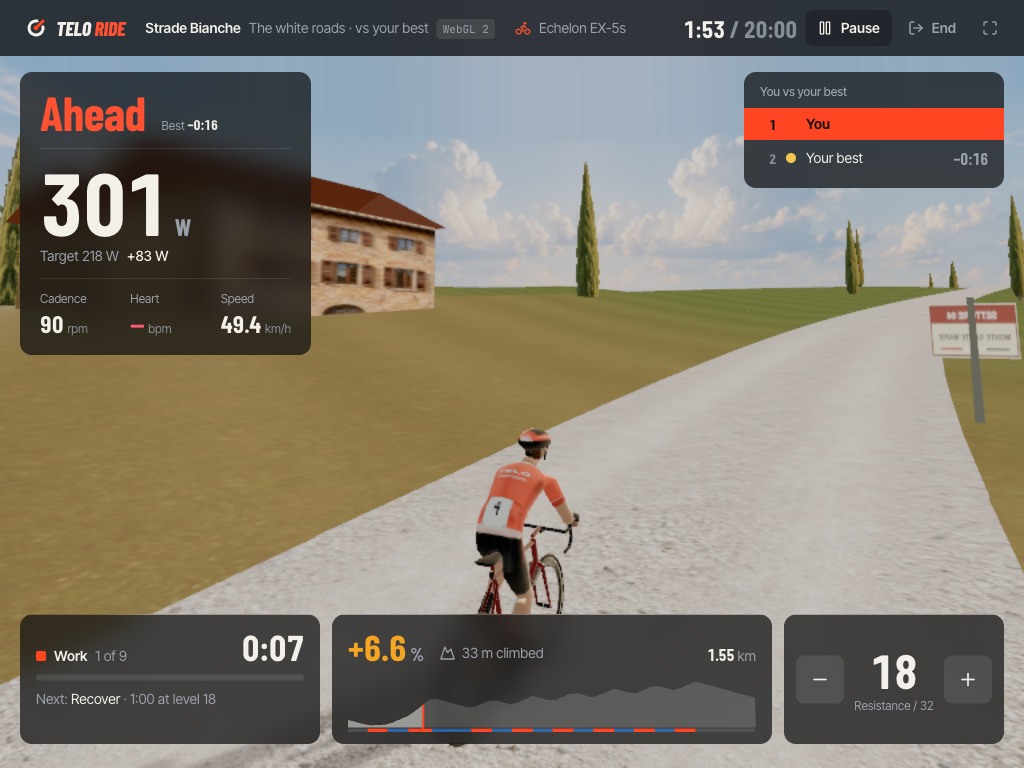 TELO RIDE
Strade Bianche The white roads · vs your best WebGL 2 Echelon EX-5s 1:53 / 20:00 Pause End
Ahead Best −0:16
301 W
Target 218 W +83 W
Cadence Heart Speed
90 rpm — bpm 49.4 km/h
You vs your best
1 You
2 Your best −0:16
TELO
4
Work 1 of 9 0:07
Next: Recover · 1:00 at level 18
+6.6 % 33 m climbed 1.55 km
− 18 +
Resistance / 32